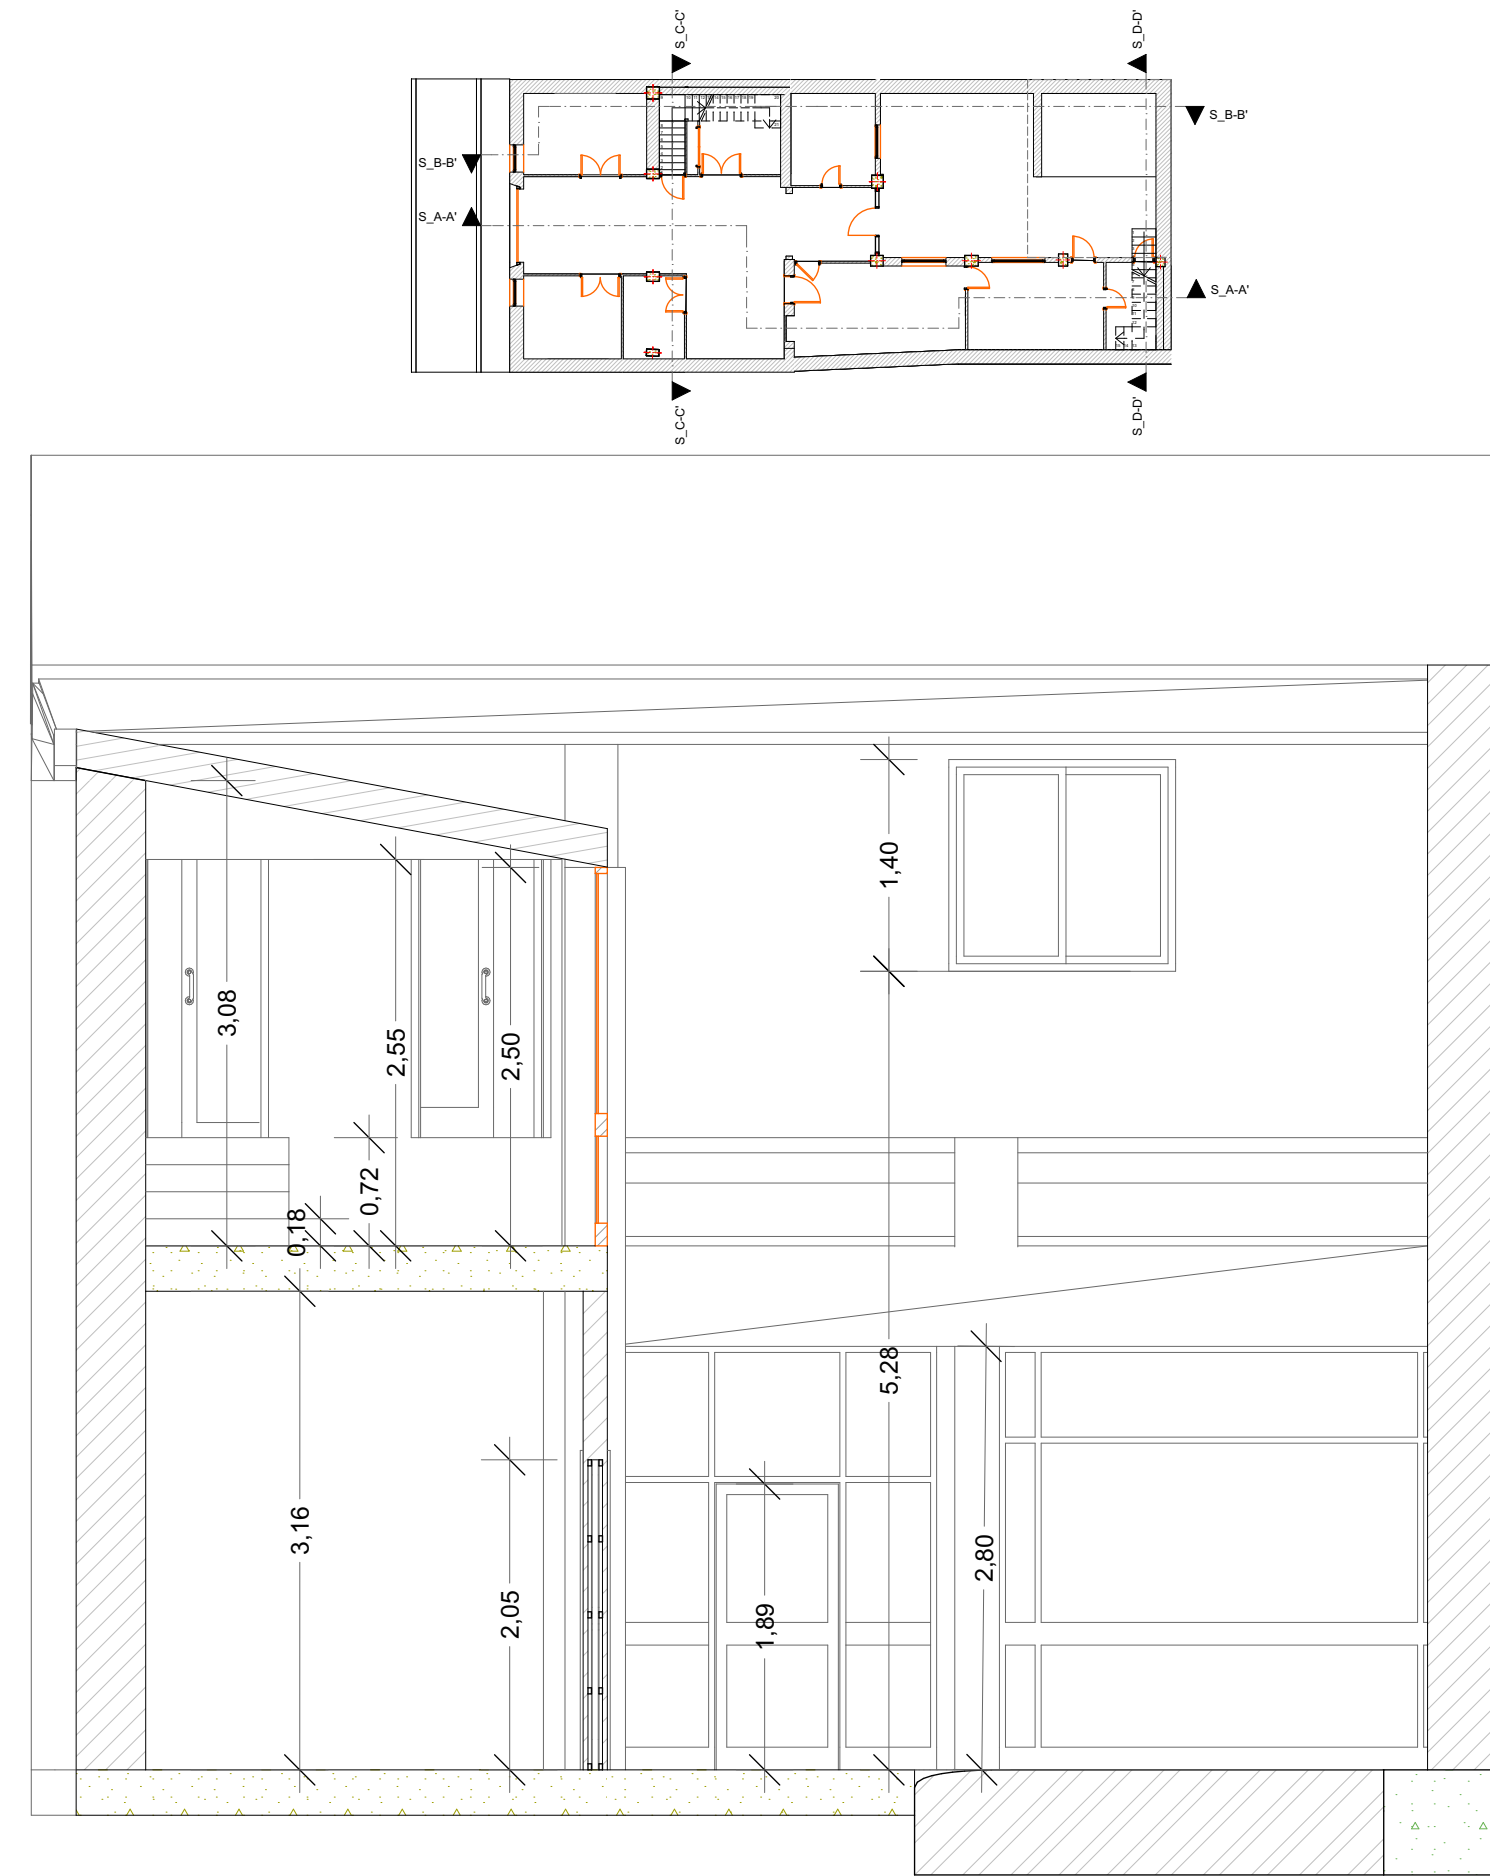 S_C-C'
S_D-D'
S_B-B'
S_B-B'
S_A-A'
S_A-A'
S_C-C'
S_D-D'
1,40
3,08
2,55
2,50
0,72
0,18
5,28
3,16
2,80
2,05
1,89